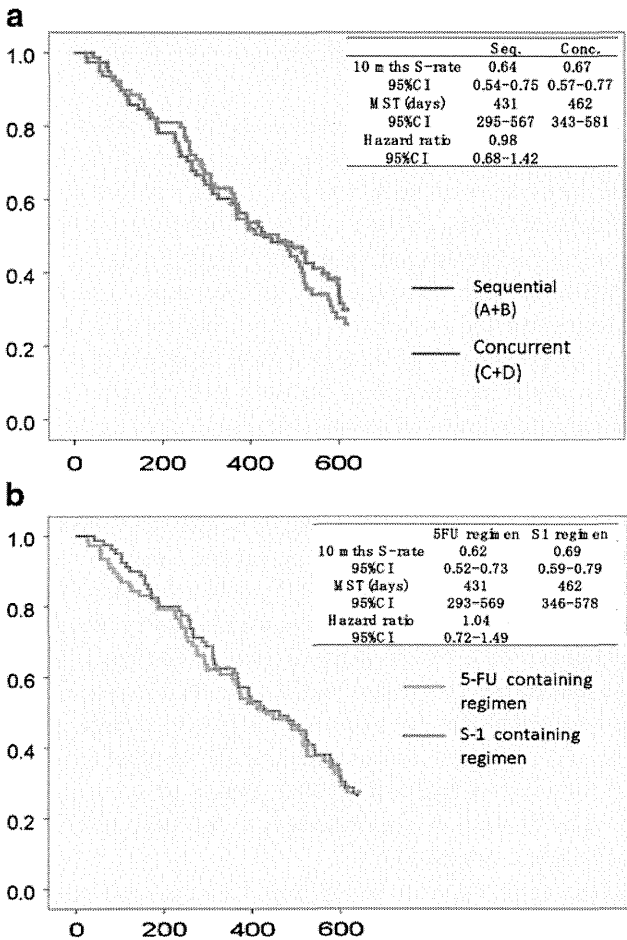 a
Seq. Conc.
10 mths S-rate 0.64 0.67
95%CI 0.54-0.75 0.57-0.77
MST(days) 431 462
95%CI 295-567 343-581
Hazard ratio 0.98
95%CI 0.68-1.42
1.0
0.8
0.6
0.4
0.2
0.0
Sequential
(A+B)
Concurrent
(C+D)
0 200 400 600
b
5FU regimen S1 regimen
10 mths S-rate 0.62 0.69
95%CI 0.52-0.73 0.59-0.79
MST(days) 431 462
95%CI 293-569 346-578
Hazard ratio 1.04
95%CI 0.72-1.49
1.0
0.8
0.6
0.4
0.2
0.0
5-FU containing
regimen
S-1 containing
regimen
0 200 400 600